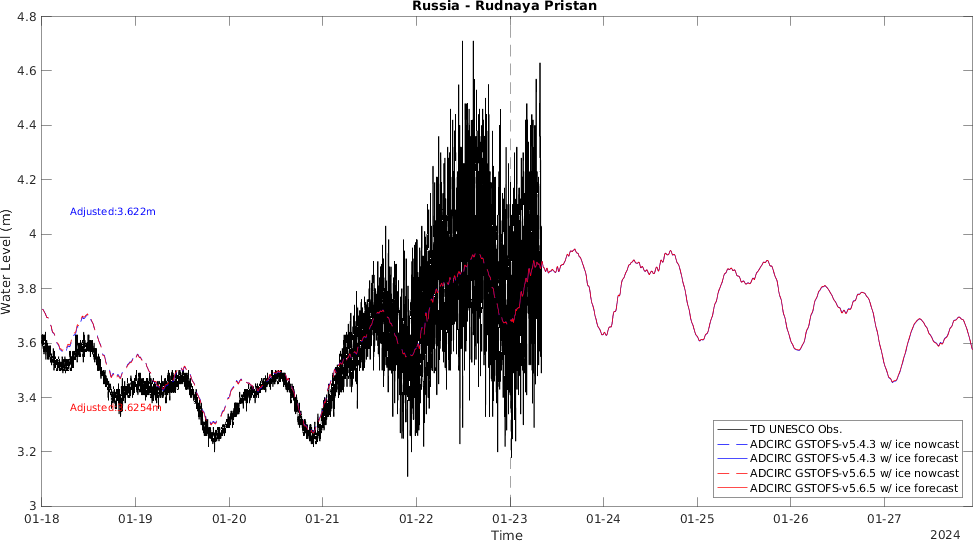 Russia - Rudnaya Pristan
4.8
4.6
4.4
4.2
4
3.8
3.6
3.4
3.2
3
Water Level (m)
Adjusted:3.622m
Adjusted:3.6254m
TD UNESCO Obs.
ADCIRC GSTOFS-v5.4.3 w/ ice nowcast
ADCIRC GSTOFS-v5.4.3 w/ ice forecast
ADCIRC GSTOFS-v5.6.5 w/ ice nowcast
ADCIRC GSTOFS-v5.6.5 w/ ice forecast
01-18 01-19 01-20 01-21 01-22 01-23 01-24 01-25 01-26 01-27
Time
2024